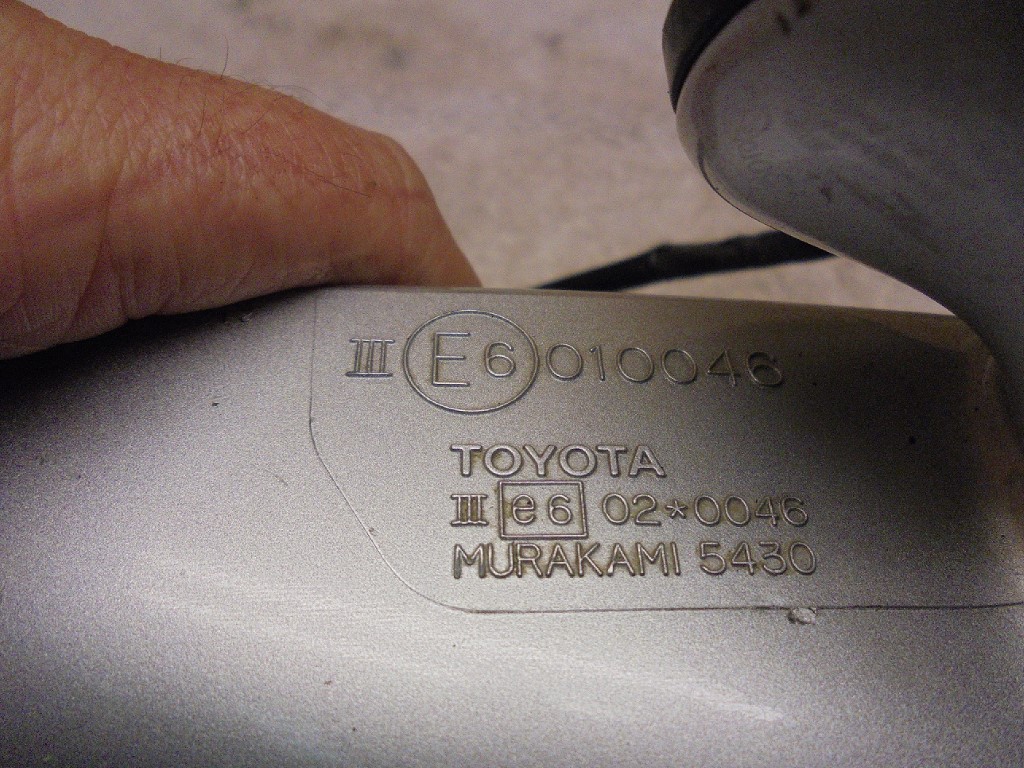 III E6 010046
TOYOTA
III e6 02*0046
MURAKAMI 5430